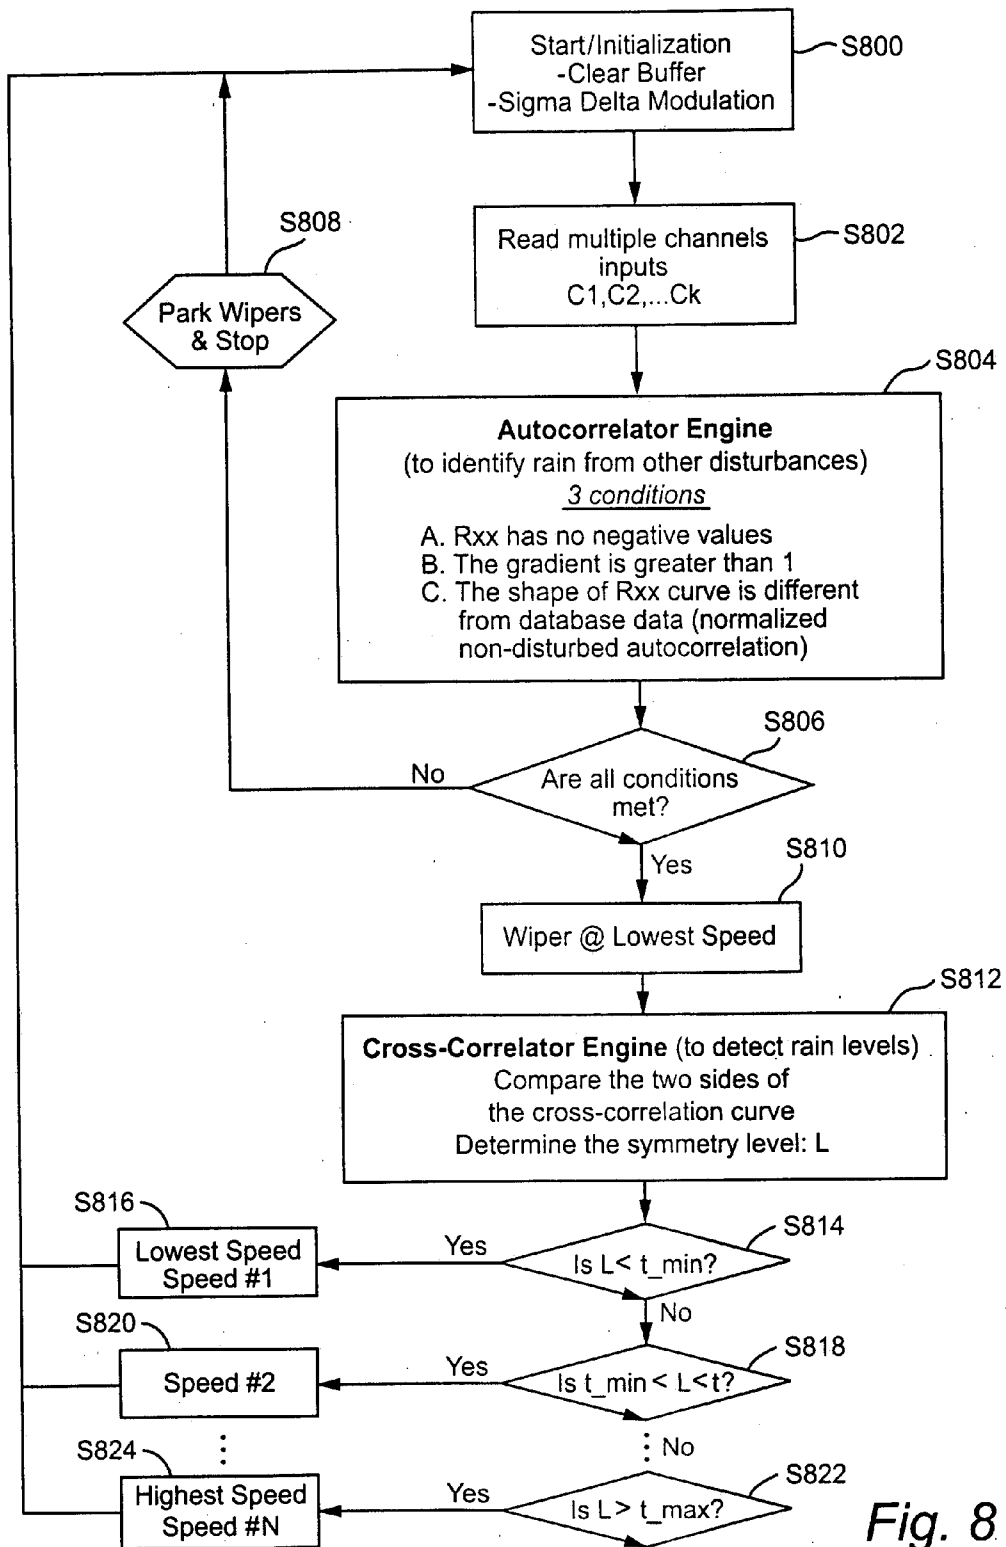 Start/Initialization
-Clear Buffer
-Sigma Delta Modulation
S800
Read multiple channels
inputs
C1,C2,...Ck
S802
S808
Park Wipers
& Stop
S804
Autocorrelator Engine
(to identify rain from other disturbances)
3 conditions
A. Rxx has no negative values
B. The gradient is greater than 1
C. The shape of Rxx curve is different
from database data (normalized
non-disturbed autocorrelation)
S806
No
Are all conditions
met?
Yes
S810
Wiper @ Lowest Speed
S812
Cross-Correlator Engine (to detect rain levels)
Compare the two sides of
the cross-correlation curve
Determine the symmetry level: L
S816
Lowest Speed
Speed #1
Yes
S814
Is L< t_min?
No
S820
Speed #2
Yes
S818
Is t_min < L<t?
No
S824
Highest Speed
Speed #N
Yes
S822
Is L> t_max?
Fig. 8